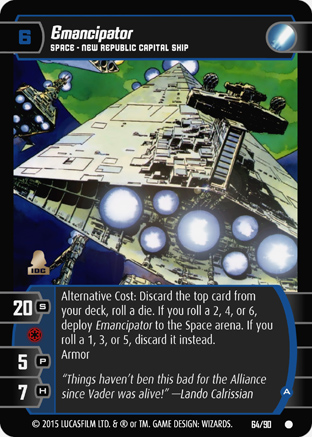 6
Emancipator
SPACE - NEW REPUBLIC CAPITAL SHIP
IDC
20 S
Alternative Cost: Discard the top card from
your deck, roll a die. If you roll a 2, 4, or 6,
deploy Emancipator to the Space arena. If you
roll a 1, 3, or 5, discard it instead.
5 P
Armor
7 H
"Things haven't ben this bad for the Alliance
since Vader was alive!" —Lando Calrissian
A
© 2015 LUCASFILM LTD. & ® OR TM. GAME DESIGN: WIZARDS. 64/90